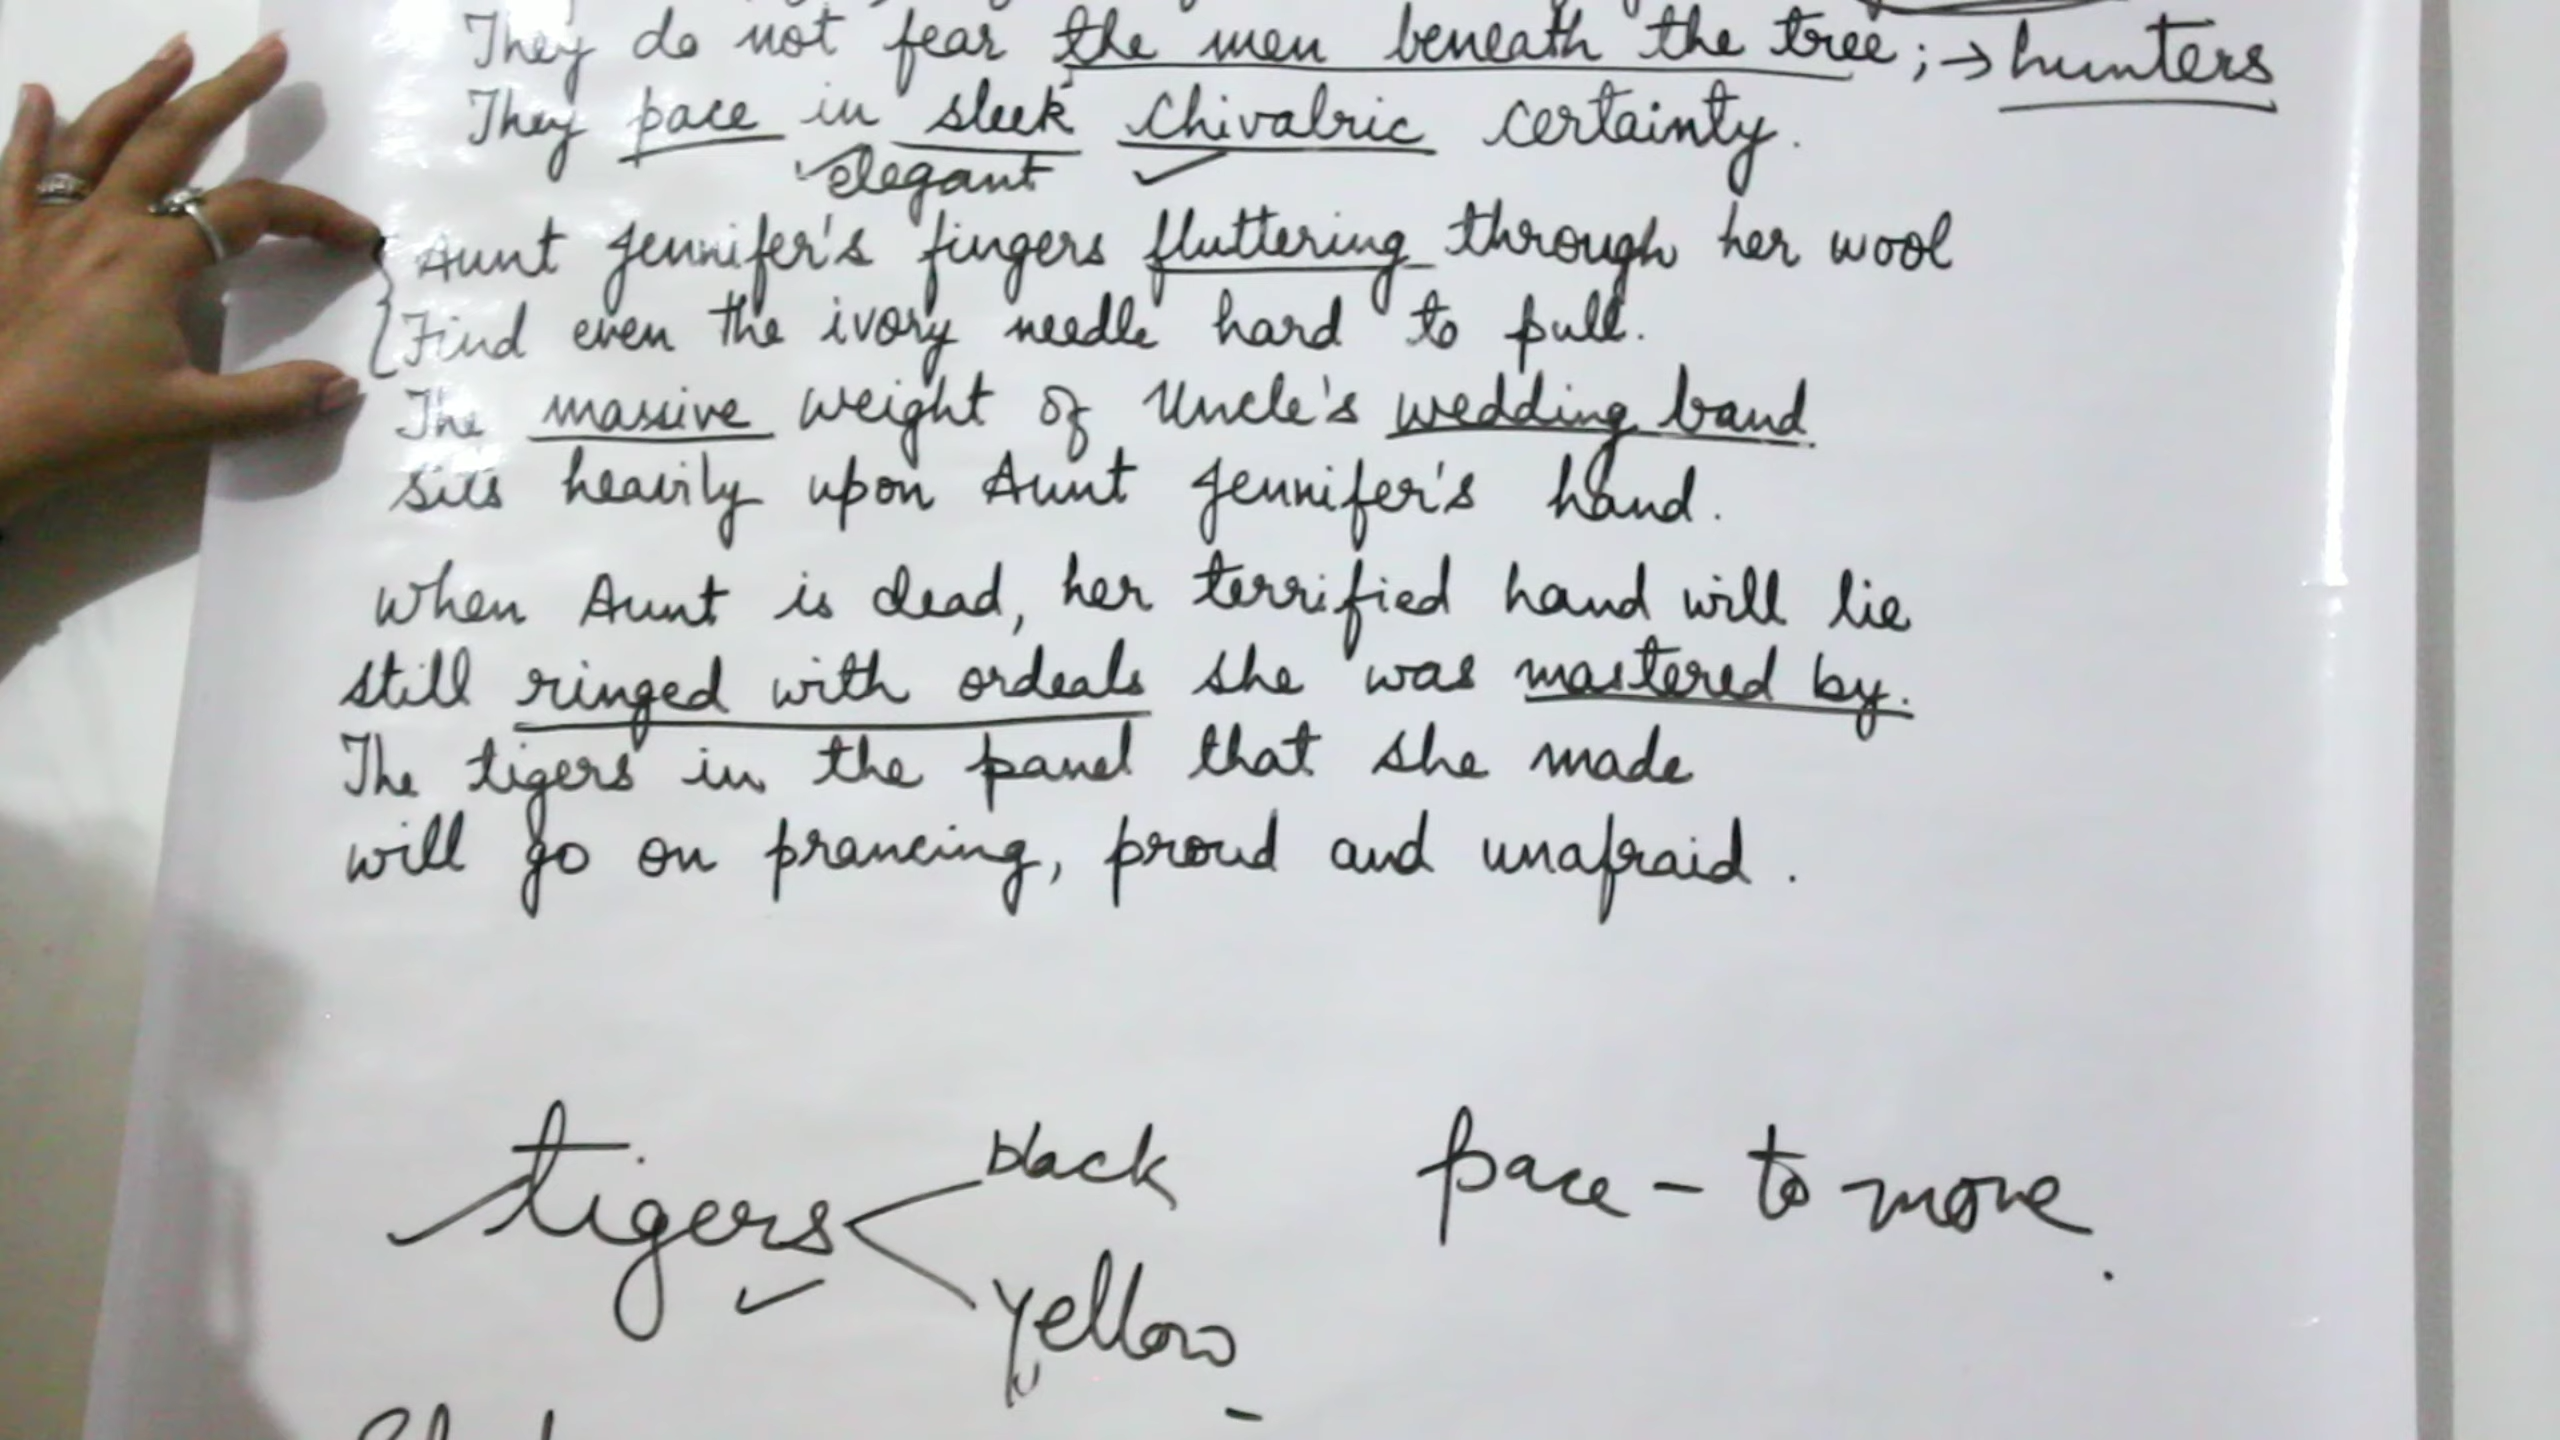 They do not fear the men beneath the tree; → hunters
They pace in sleek chivalric certainty.
elegant
Aunt Jennifer's fingers fluttering through her wool
Find even the ivory needle hard to pull.
The massive weight of Uncle's wedding band
sits heavily upon Aunt Jennifer's hand.
when Aunt is dead, her terrified hand will lie
still ringed with ordeals she was mastered by.
The tigers in the panel that she made
will go on prancing, proud and unafraid.
black
tigers pace - to move
yellow